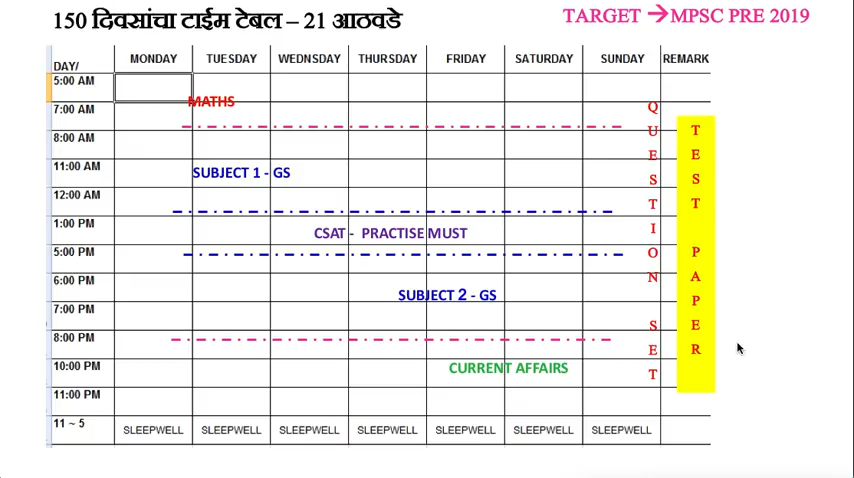 150 दिवसांचा टाईम टेबल – 21 आठवडे
TARGET →MPSC PRE 2019
DAY/ MONDAY TUESDAY WEDNESDAY THURSDAY FRIDAY SATURDAY SUNDAY REMARK
5:00 AM
MATHS
7:00 AM
8:00 AM
11:00 AM
SUBJECT 1 - GS
12:00 AM
1:00 PM
CSAT - PRACTISE MUST
5:00 PM
6:00 PM
SUBJECT 2 - GS
7:00 PM
8:00 PM
10:00 PM
CURRENT AFFAIRS
11:00 PM
11 ~ 5 SLEEPWELL SLEEPWELL SLEEPWELL SLEEPWELL SLEEPWELL SLEEPWELL SLEEPWELL
QUESTION SET
TEST PAPER